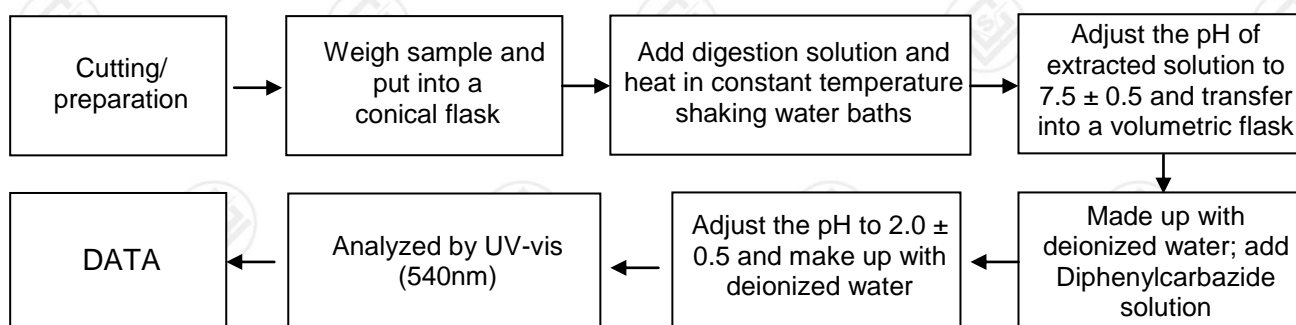 Cutting/
preparation
Weigh sample and
put into a
conical flask
Add digestion solution and
heat in constant temperature
shaking water baths
Adjust the pH of
extracted solution to
7.5 ± 0.5 and transfer
into a volumetric flask
Made up with
deionized water; add
Diphenylcarbazide
solution
Adjust the pH to 2.0 ±
0.5 and make up with
deionized water
Analyzed by UV-vis
(540nm)
DATA